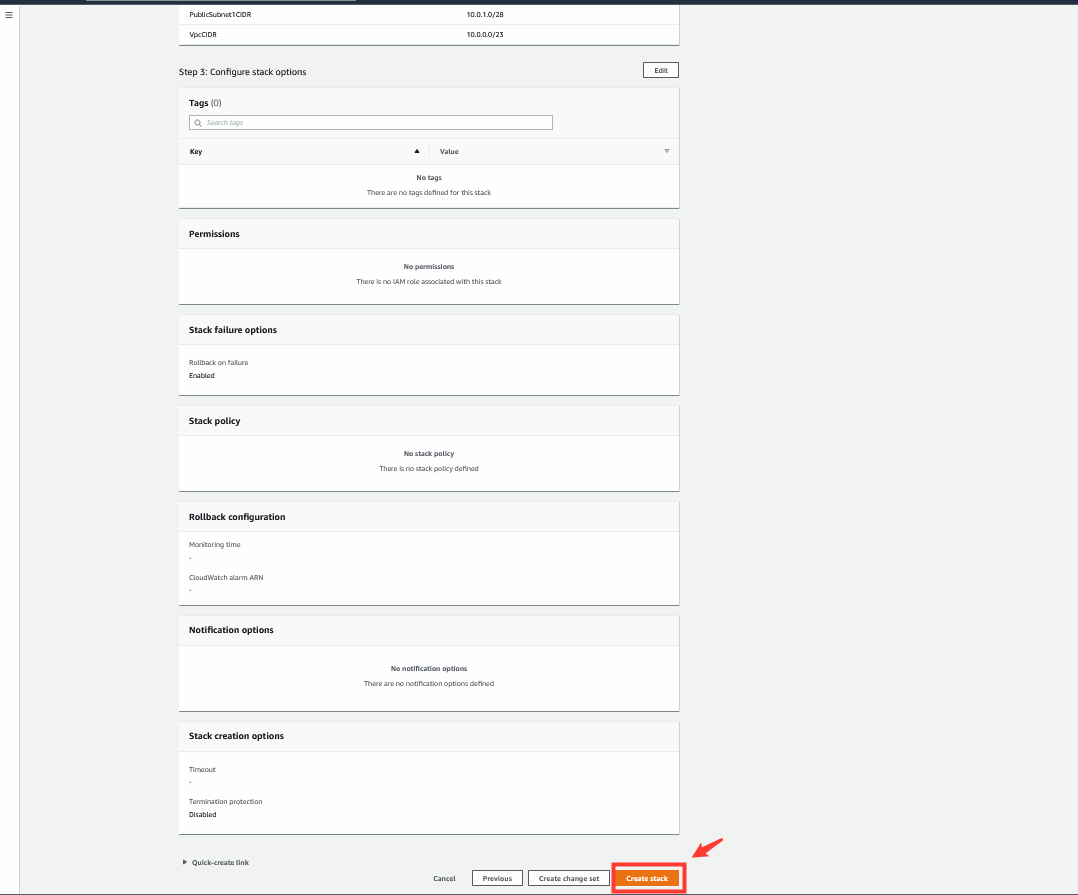 PublicSubnet1CIDR 10.0.1.0/28
VpcCIDR 10.0.0.0/23
Step 3: Configure stack options Edit
Tags (0)
Search tags
Key Value
No tags
There are no tags defined for this stack
Permissions
No permissions
There is no IAM role associated with this stack
Stack failure options
Rollback on failure
Enabled
Stack policy
No stack policy
There is no stack policy defined
Rollback configuration
Monitoring time
-
CloudWatch alarm ARN
-
Notification options
No notification options
There are no notification options defined
Stack creation options
Timeout
-
Termination protection
Disabled
Quick-create link
Cancel Previous Create change set Create stack